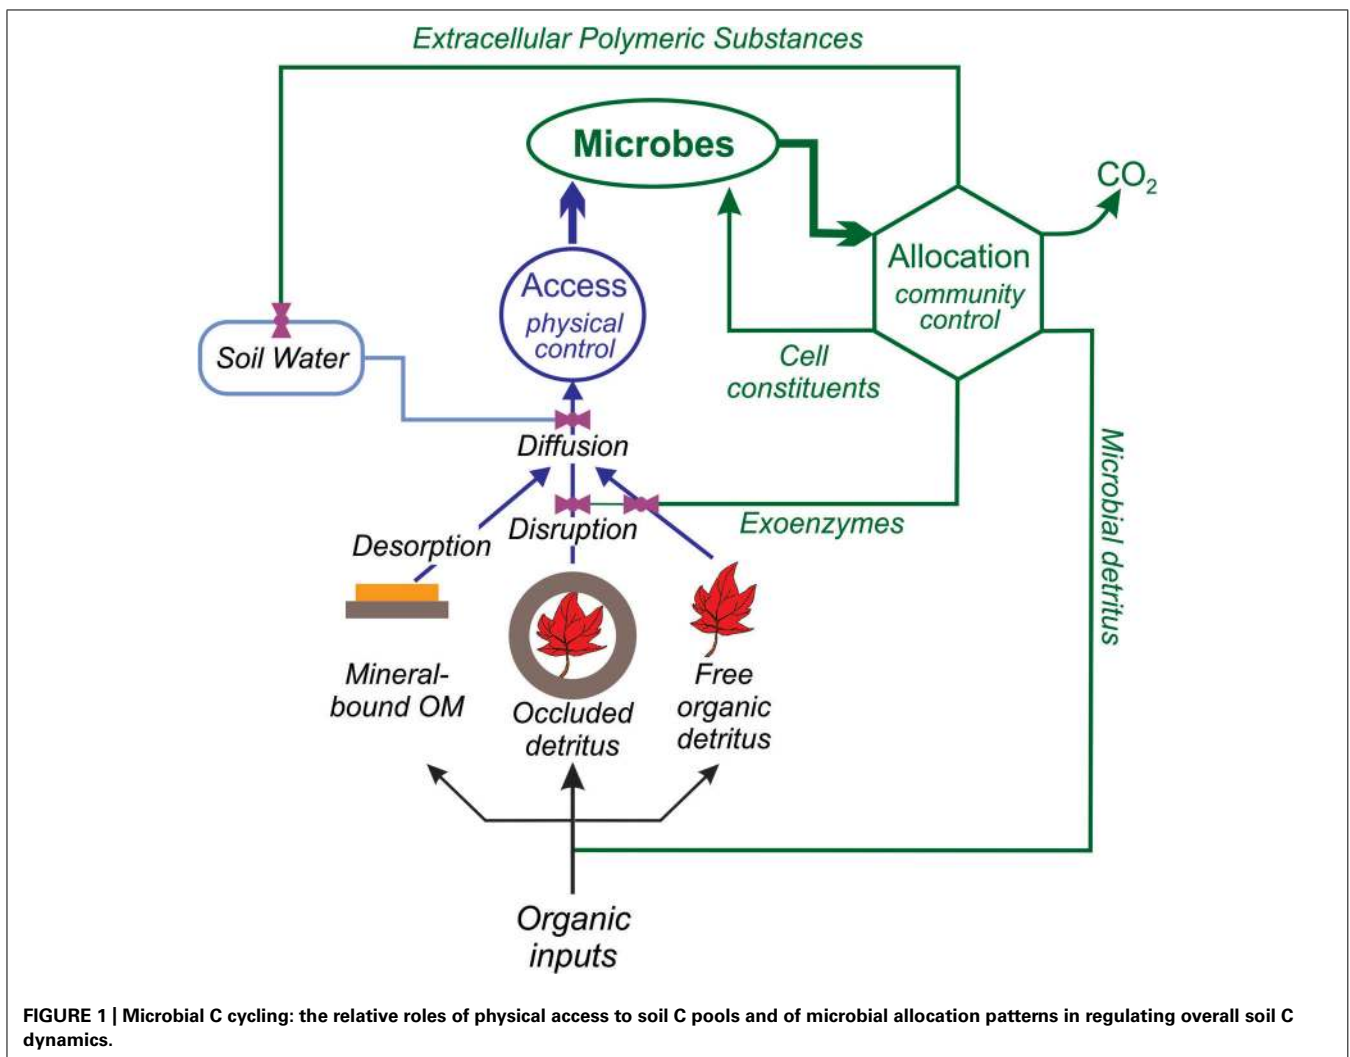 Extracellular Polymeric Substances
Microbes
CO₂
Allocation
community
control
Access
physical
control
Soil Water
Cell
constituents
Diffusion
Microbial detritus
Disruption
Exoenzymes
Desorption
Mineral-
bound OM
Occluded
detritus
Free
organic
detritus
Organic
inputs
FIGURE 1 | Microbial C cycling: the relative roles of physical access to soil C pools and of microbial allocation patterns in regulating overall soil C
dynamics.